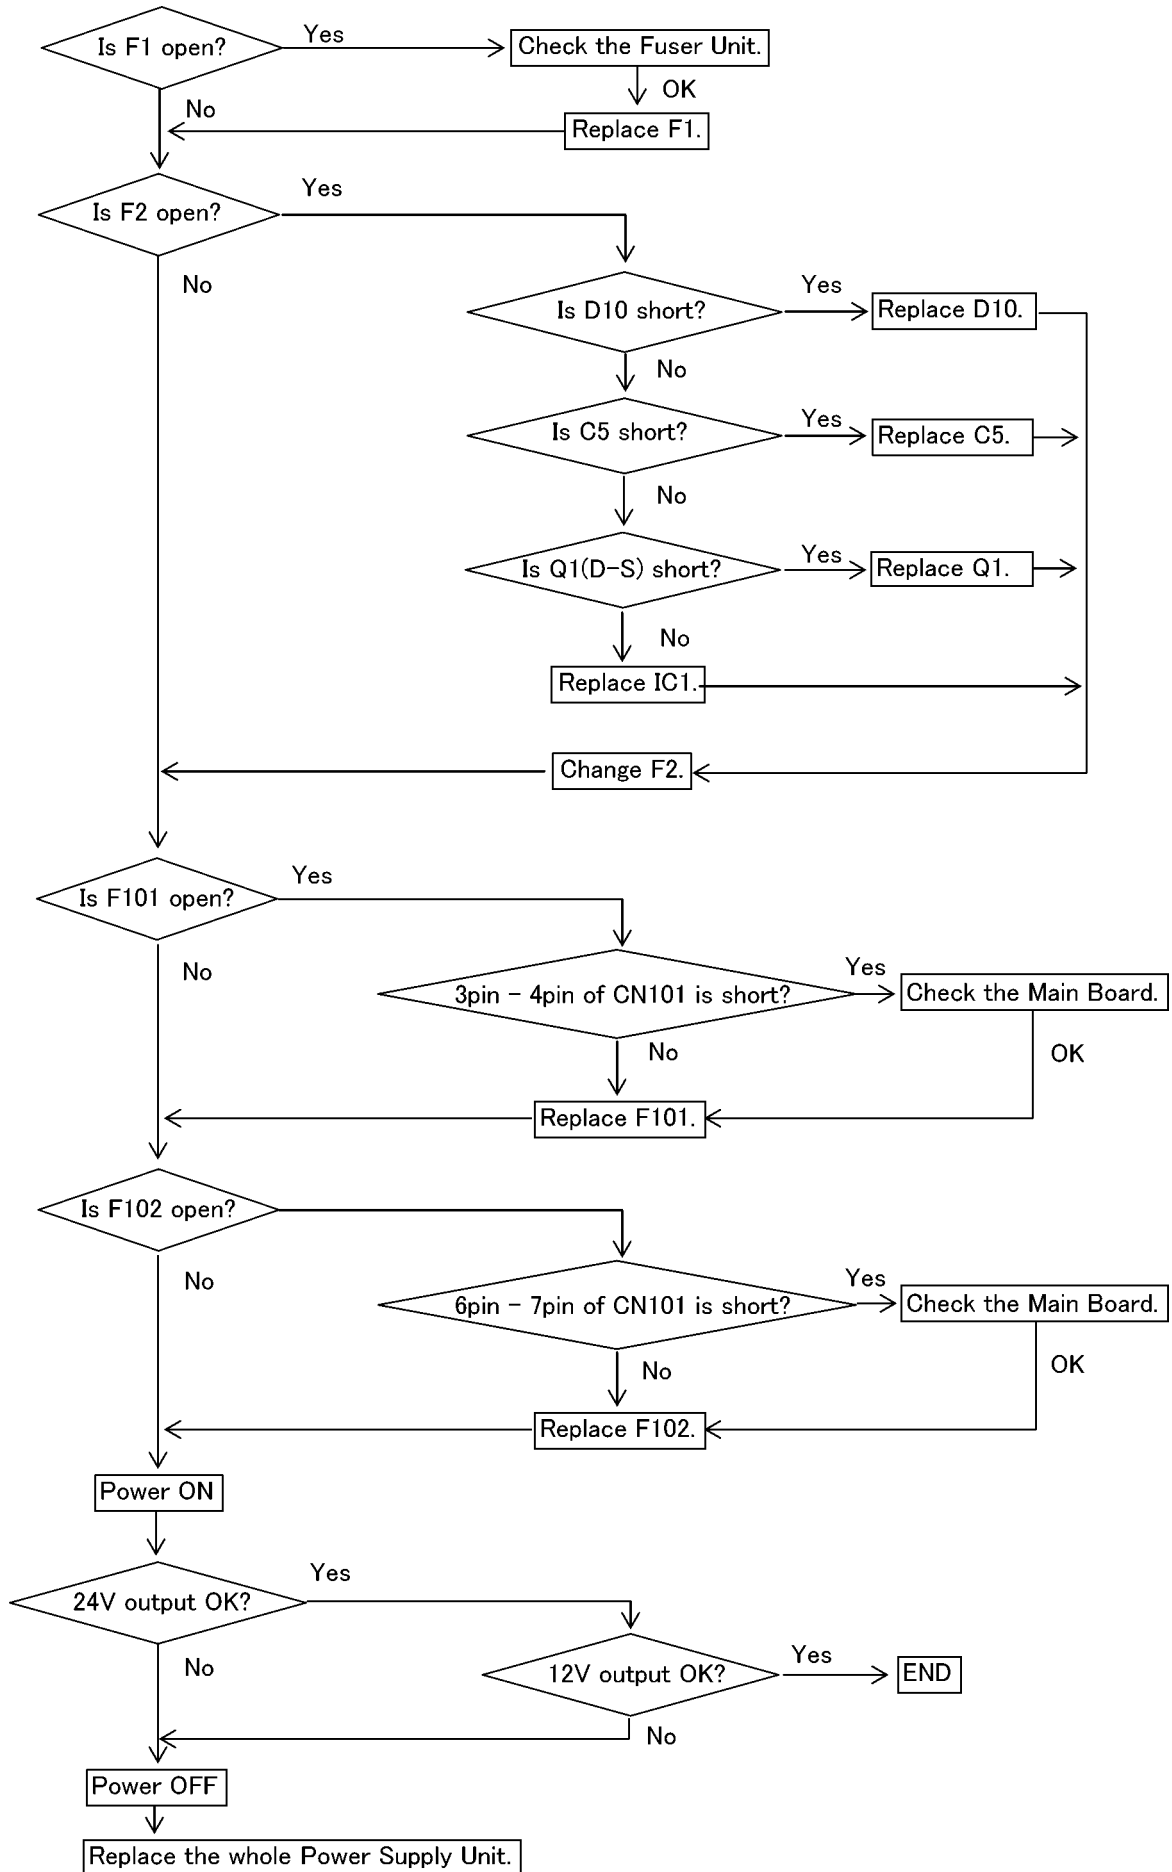 Is F1 open?
Yes
Check the Fuser Unit.
OK
No
Replace F1.
Is F2 open?
Yes
No
Is D10 short?
Yes
Replace D10.
No
Is C5 short?
Yes
Replace C5.
No
Is Q1(D-S) short?
Yes
Replace Q1.
No
Replace IC1.
Change F2.
Is F101 open?
Yes
No
3pin - 4pin of CN101 is short?
Yes
Check the Main Board.
No
OK
Replace F101.
Is F102 open?
No
6pin - 7pin of CN101 is short?
Yes
Check the Main Board.
No
OK
Replace F102.
Power ON
24V output OK?
Yes
No
12V output OK?
Yes
END
No
Power OFF
Replace the whole Power Supply Unit.